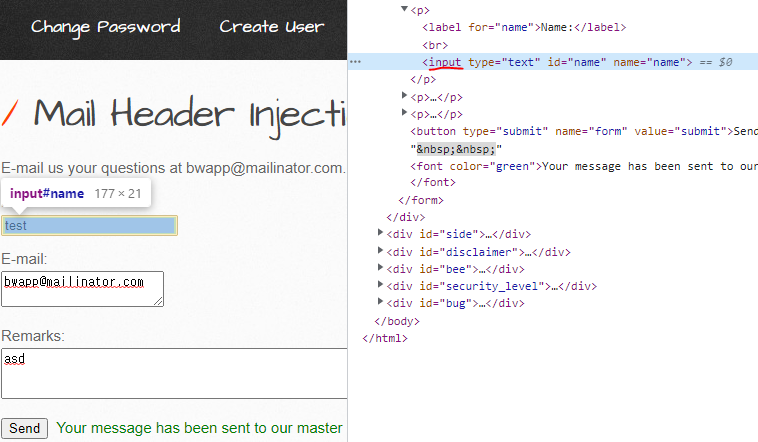 Change Password Create User
/ Mail Header Injecti
E-mail us your questions at bwapp@mailinator.com.
input#name 177 × 21
test
E-mail:
bwapp@mailinator.com
Remarks:
asd
Send Your message has been sent to our master
▼<p>
<label for="name">Name:</label>
<br>
··· <input type="text" id="name" name="name"> == $0
</p>
▶<p>…</p>
▶<p>…</p>
<button type="submit" name="form" value="submit">Sen
"&nbsp;&nbsp;"
<font color="green">Your message has been sent to ou
</font>
</form>
</div>
▶<div id="side">…</div>
▶<div id="disclaimer">…</div>
▶<div id="bee">…</div>
▶<div id="security_level">…</div>
▶<div id="bug">…</div>
</body>
</html>